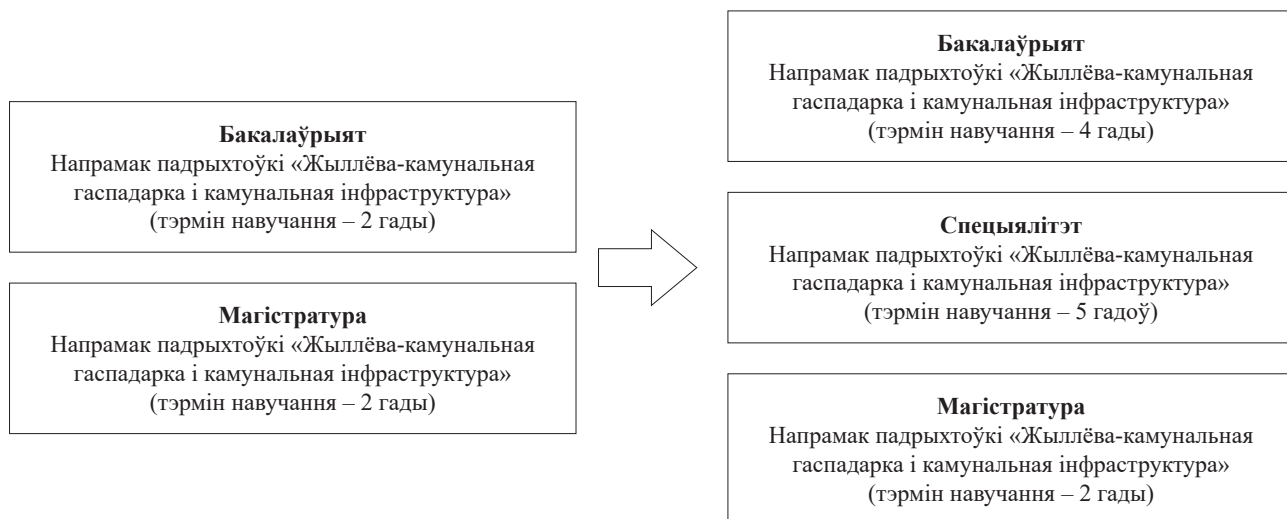 Бакалаўрыят
Напрамак падрыхтоўкі «Жыллёва-камунальная
гаспадарка і камунальная інфраструктура»
(тэрмін навучання – 2 гады)
Магістратура
Напрамак падрыхтоўкі «Жыллёва-камунальная
гаспадарка і камунальная інфраструктура»
(тэрмін навучання – 2 гады)
Бакалаўрыят
Напрамак падрыхтоўкі «Жыллёва-камунальная
гаспадарка і камунальная інфраструктура»
(тэрмін навучання – 4 гады)
Спецыялітэт
Напрамак падрыхтоўкі «Жыллёва-камунальная
гаспадарка і камунальная інфраструктура»
(тэрмін навучання – 5 гадоў)
Магістратура
Напрамак падрыхтоўкі «Жыллёва-камунальная
гаспадарка і камунальная інфраструктура»
(тэрмін навучання – 2 гады)